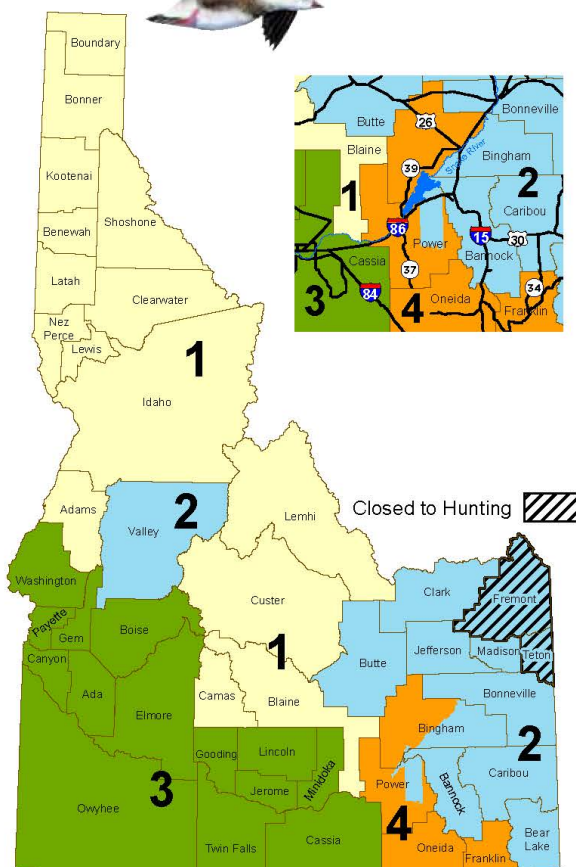 Boundary
Bonner
Kootenai
Benewah
Shoshone
Latah
Clearwater
Nez
Perce
Lewis
1
Idaho
Adams
Valley
2
Lemhi
Washington
Payette
Gem
Boise
Custer
1
Canyon
Ada
Elmore
Camas
Blaine
Gooding
Lincoln
Jerome
Minidoka
3
Owyhee
Twin Falls
Cassia
Closed to Hunting
Clark
Fremont
Butte
Jefferson
Madison
Teton
Bonneville
Bingham
2
Caribou
Power
Bannock
4
Oneida
Franklin
Bear
Lake
Butte
26
Bonneville
Blaine
39
Snake River
Bingham
1
2
Caribou
86
Power
15
30
Cassia
Bannock
37
34
3
84
4
Oneida
Franklin